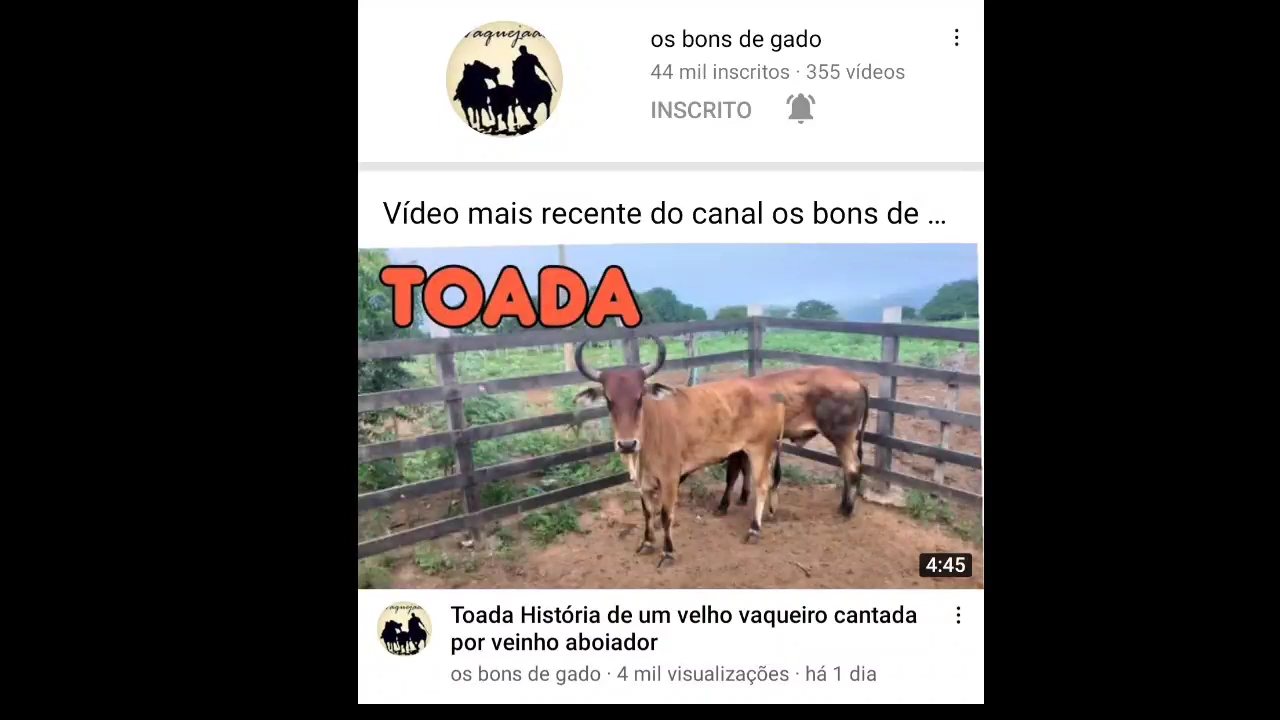 os bons de gado
44 mil inscritos · 355 vídeos
INSCRITO
Vídeo mais recente do canal os bons de ...
TOADA
4:45
Toada História de um velho vaqueiro cantada
por veinho aboiador
os bons de gado · 4 mil visualizações · há 1 dia